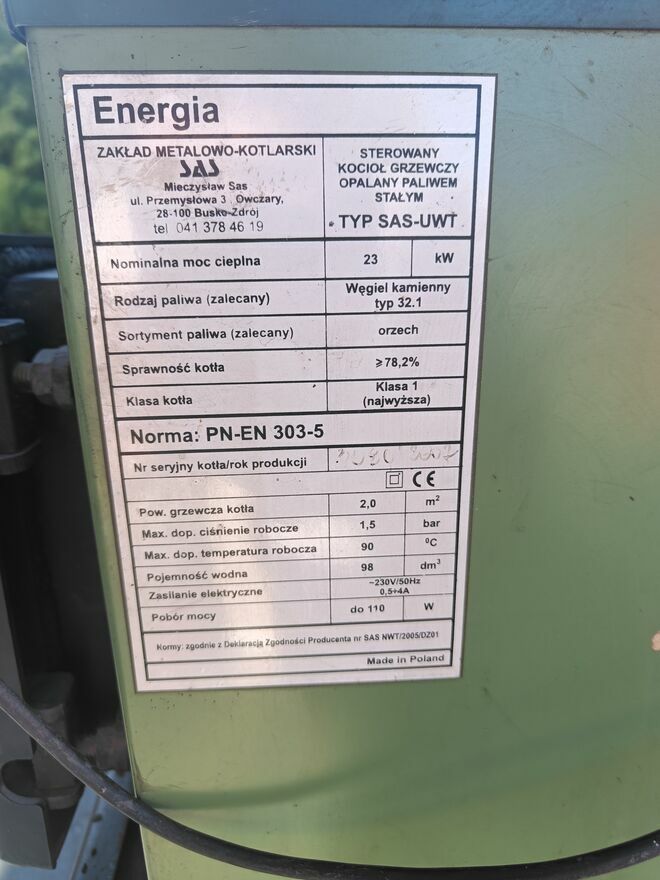 Energia
ZAKŁAD METALOWO-KOTLARSKI
SAS
Mieczysław Sas
ul. Przemysłowa 3 , Owczary,
28-100 Busko-Zdrój
tel 041 378 46 19
STEROWANY
KOCIOŁ GRZEWCZY
OPALANY PALIWEM
STAŁYM
TYP SAS-UWT
Nominalna moc cieplna 23 kW
Rodzaj paliwa (zalecany) Węgiel kamienny
typ 32.1
Sortyment paliwa (zalecany) orzech
Sprawność kotła ≥78,2%
Klasa kotła Klasa 1
(najwyższa)
Norma: PN-EN 303-5
Nr seryjny kotła/rok produkcji
CE
Pow. grzewcza kotła 2,0 m²
Max. dop. ciśnienie robocze 1,5 bar
Max. dop. temperatura robocza 90 ⁰C
Pojemność wodna 98 dm³
Zasilanie elektryczne ~230V/50Hz
0,5÷4A
Pobór mocy do 110 W
Normy: zgodnie z Deklaracją Zgodności Producenta nr SAS NWT/2005/DZ01
Made in Poland